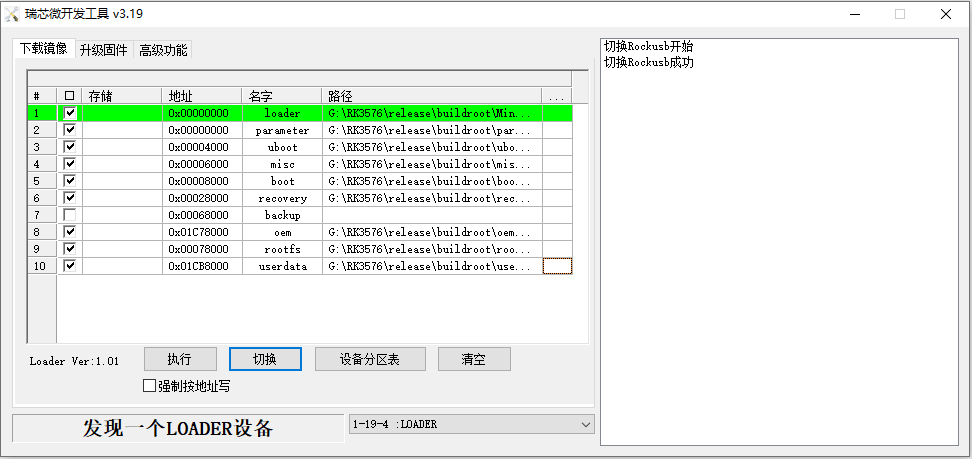 瑞芯微开发工具 v3.19
下载镜像 升级固件 高级功能
# 存储 地址 名字 路径 ...
1 0x00000000 loader G:\RK3576\release\buildroot\Min...
2 0x00000000 parameter G:\RK3576\release\buildroot\par...
3 0x00004000 uboot G:\RK3576\release\buildroot\ubo...
4 0x00006000 misc G:\RK3576\release\buildroot\mis...
5 0x00008000 boot G:\RK3576\release\buildroot\boo...
6 0x00028000 recovery G:\RK3576\release\buildroot\rec...
7 0x00068000 backup
8 0x01C78000 oem G:\RK3576\release\buildroot\oem...
9 0x00078000 rootfs G:\RK3576\release\buildroot\roo...
10 0x01CB8000 userdata G:\RK3576\release\buildroot\use...
Loader Ver:1.01 执行 切换 设备分区表 清空
强制按地址写
发现一个LOADER设备 1-19-4 :LOADER
切换Rockusb开始
切换Rockusb成功